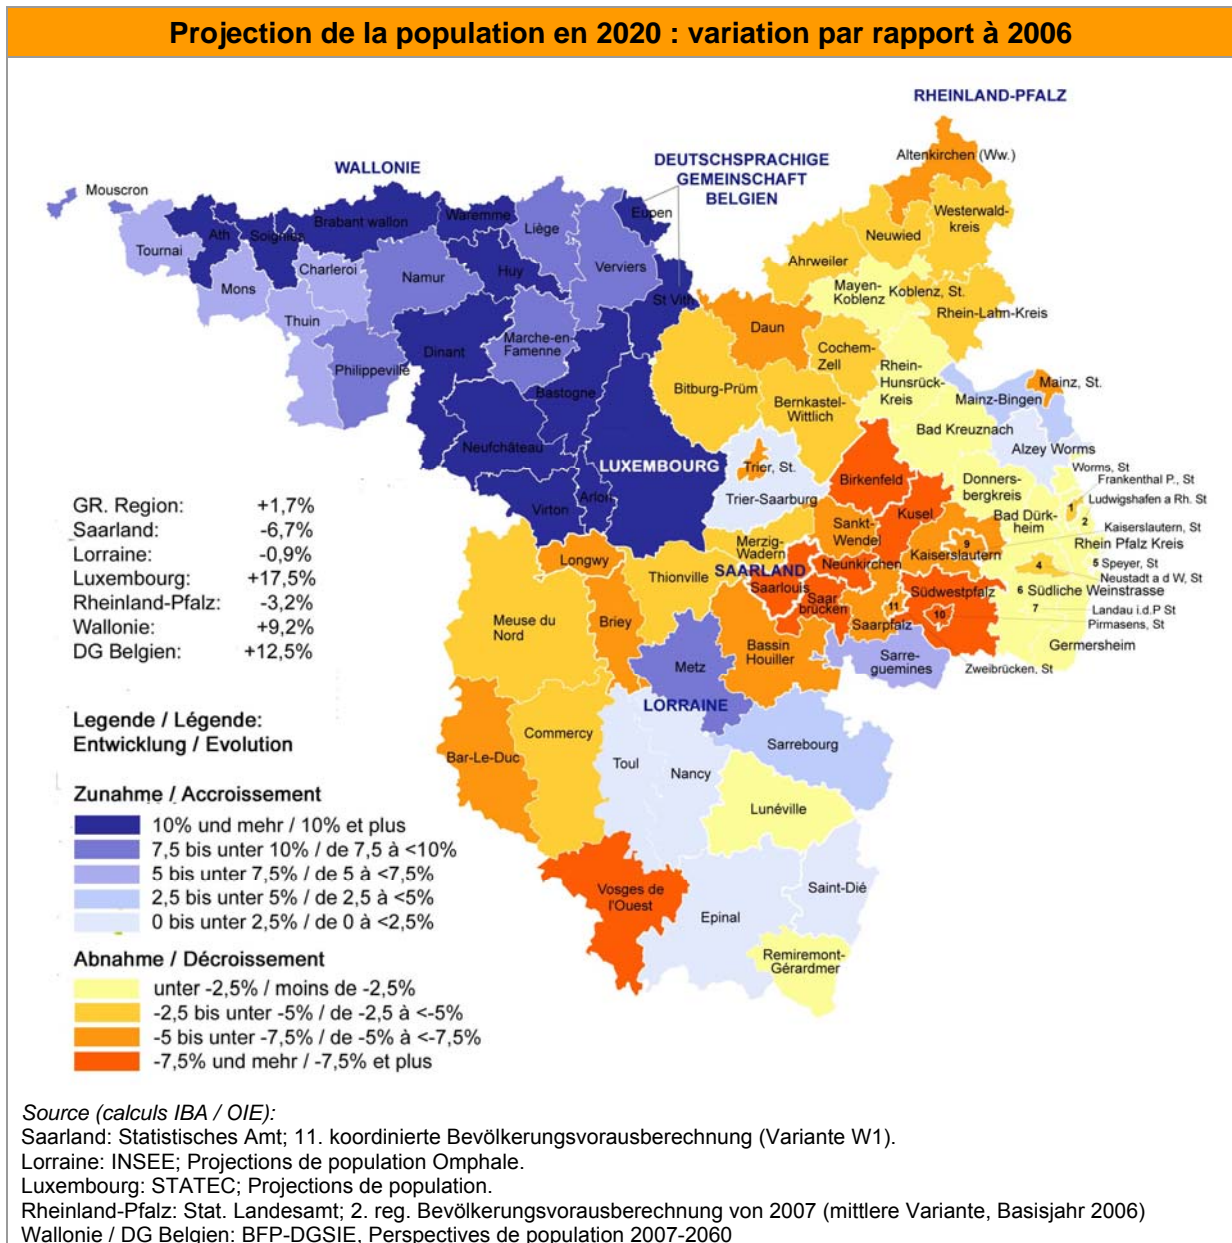 Projection de la population en 2020 : variation par rapport à 2006
RHEINLAND-PFALZ
WALLONIE
DEUTSCHSPRACHIGE
GEMEINSCHAFT
BELGIEN
Altenkirchen (Ww.)
Mouscron
Tournai
Ath
Soignies
Brabant wallon
Waremme
Liège
Eupen
Verviers
Mons
Charleroi
Namur
Huy
St Vith
Thuin
Philippeville
Dinant
Marche-en-
Famenne
Bastogne
Neufchâteau
Virton
Arlon
LUXEMBOURG
Westerwald-
kreis
Neuwied
Ahrweiler
Mayen-
Koblenz
Koblenz, St.
Rhein-Lahn-Kreis
Daun
Cochem-
Zell
Rhein-
Hunsrück-
Kreis
Bitburg-Prüm
Bernkastel-
Wittlich
Mainz, St.
Mainz-Bingen
Bad Kreuznach
Alzey Worms
Trier, St.
Trier-Saarburg
Birkenfeld
Kusel
Donners-
bergkreis
Worms, St
Frankenthal P., St
Ludwigshafen a Rh. St
1
2
Bad Dürk-
heim
Kaiserslautern, St
Rhein Pfalz Kreis
9
Kaiserslautern
4
5 Speyer, St
Neustadt a d W, St
6 Südliche Weinstrasse
7
Landau i.d.P St
Pirmasens, St
Germersheim
Südwestpfalz
10
11
Zweibrücken, St
Merzig-
Wadern
Sankt-
Wendel
SAARLAND
Neunkirchen
Saarlouis
Saar
brücken
Saarpfalz
Longwy
Thionville
Meuse du
Nord
Briey
Metz
Bassin
Houiller
Sarre-
guemines
LORRAINE
Commercy
Bar-Le-Duc
Toul
Nancy
Sarrebourg
Lunéville
Vosges de
l'Ouest
Epinal
Saint-Dié
Remiremont-
Gérardmer
GR. Region: +1,7%
Saarland: -6,7%
Lorraine: -0,9%
Luxembourg: +17,5%
Rheinland-Pfalz: -3,2%
Wallonie: +9,2%
DG Belgien: +12,5%
Legende / Légende:
Entwicklung / Evolution
Zunahme / Accroissement
10% und mehr / 10% et plus
7,5 bis unter 10% / de 7,5 à <10%
5 bis unter 7,5% / de 5 à <7,5%
2,5 bis unter 5% / de 2,5 à <5%
0 bis unter 2,5% / de 0 à <2,5%
Abnahme / Décroissement
unter -2,5% / moins de -2,5%
-2,5 bis unter -5% / de -2,5 à <-5%
-5 bis unter -7,5% / de -5% à <-7,5%
-7,5% und mehr / -7,5% et plus
Source (calculs IBA / OIE):
Saarland: Statistisches Amt; 11. koordinierte Bevölkerungsvorausberechnung (Variante W1).
Lorraine: INSEE; Projections de population Omphale.
Luxembourg: STATEC; Projections de population.
Rheinland-Pfalz: Stat. Landesamt; 2. reg. Bevölkerungsvorausberechnung von 2007 (mittlere Variante, Basisjahr 2006)
Wallonie / DG Belgien: BFP-DGSIE, Perspectives de population 2007-2060